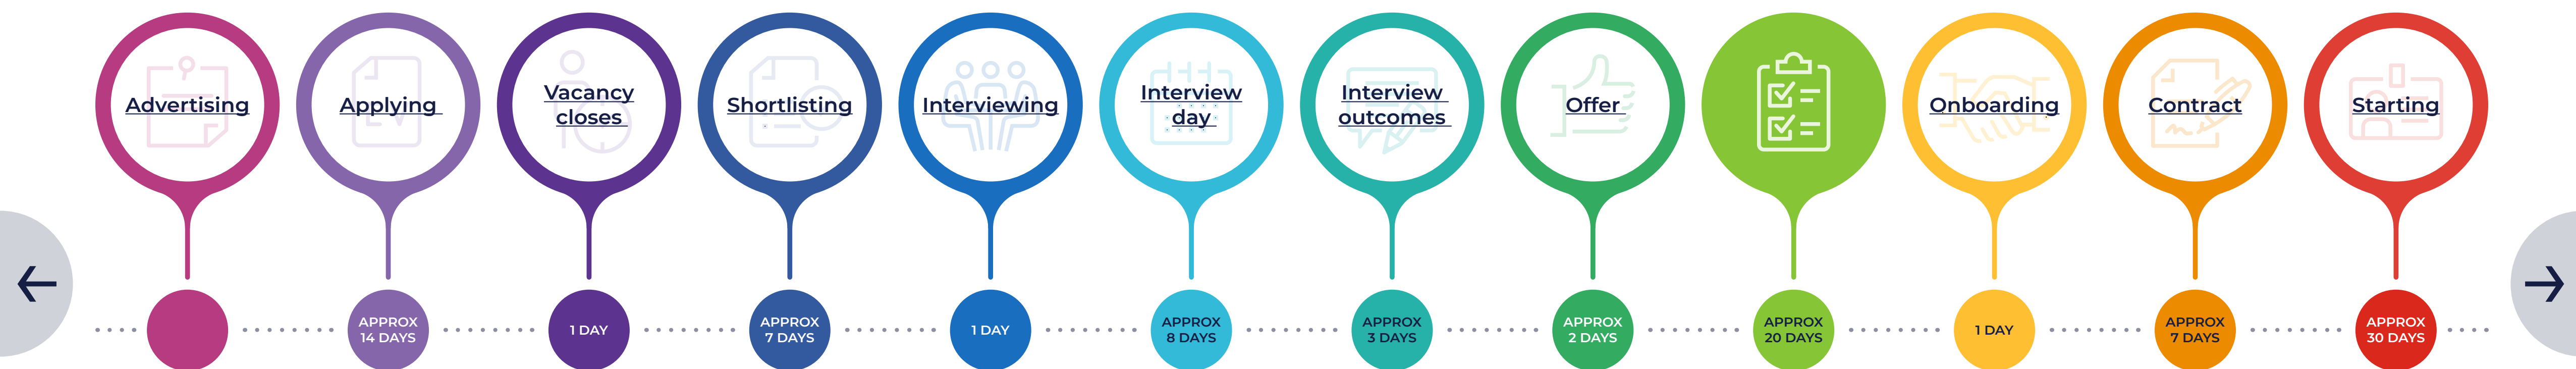 Advertising
Applying
Vacancy
closes
Shortlisting
Interviewing
Interview
day
Interview
outcomes
Offer
Onboarding
Contract
Starting
APPROX
14 DAYS
1 DAY
APPROX
7 DAYS
1 DAY
APPROX
8 DAYS
APPROX
3 DAYS
APPROX
2 DAYS
APPROX
20 DAYS
1 DAY
APPROX
7 DAYS
APPROX
30 DAYS